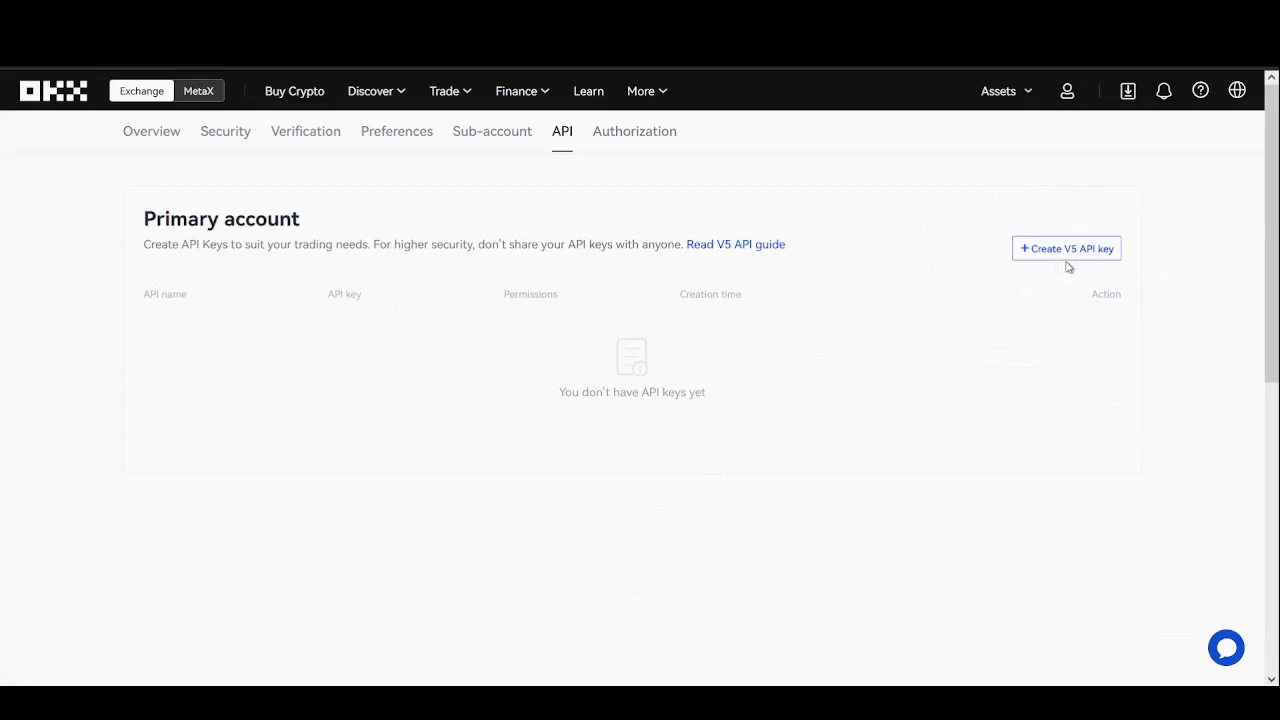 OKX Exchange MetaX Buy Crypto Discover Trade Finance Learn More Assets
Overview Security Verification Preferences Sub-account API Authorization
Primary account
Create API Keys to suit your trading needs. For higher security, don't share your API keys with anyone. Read V5 API guide
+ Create V5 API key
API name API key Permissions Creation time Action
You don't have API keys yet